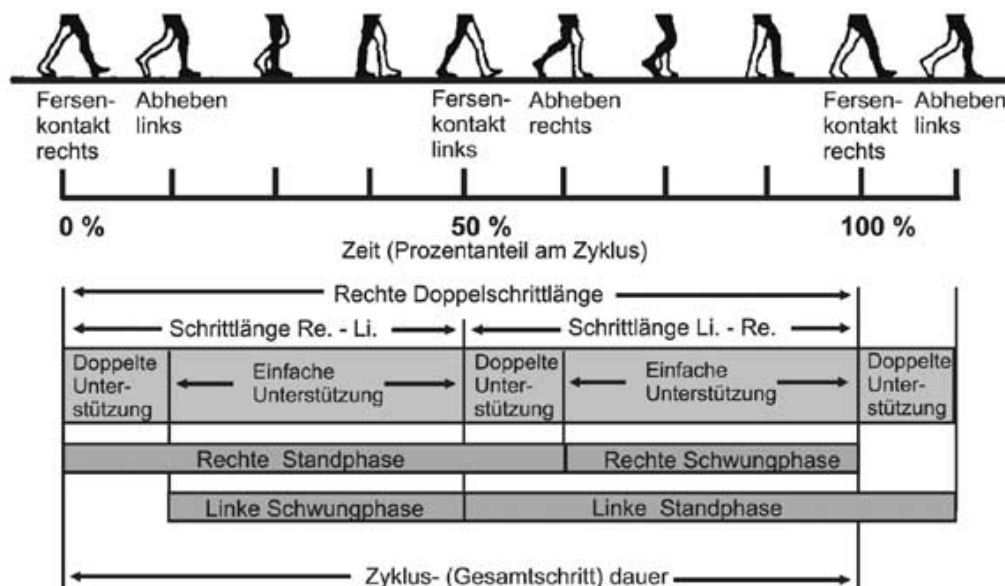 Fersen-
kontakt
rechts
Abheben
links
Fersen-
kontakt
links
Abheben
rechts
Fersen-
kontakt
rechts
Abheben
links
0 %
50 %
100 %
Zeit (Prozentanteil am Zyklus)
Rechte Doppelschrittlänge
Schrittlänge Re. - Li.
Schrittlänge Li. - Re.
Doppelte
Unter-
stützung
Einfache
Unterstützung
Doppelte
Unter-
stützung
Einfache
Unterstützung
Doppelte
Unter-
stützung
Rechte Standphase
Rechte Schwungphase
Linke Schwungphase
Linke Standphase
Zyklus- (Gesamtschritt) dauer